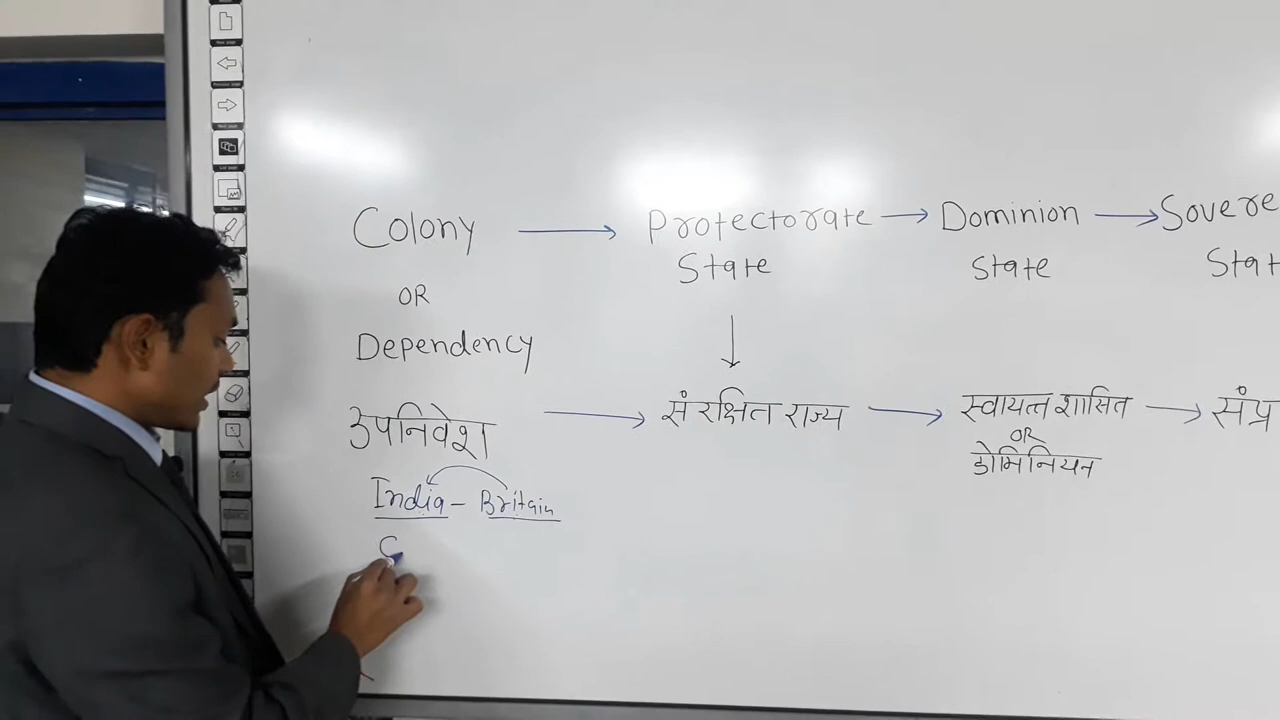 Colony → Protectorate → Dominion → Sovere
State State Stat
OR
Dependency
उपनिवेश → संरक्षित राज्य → स्वायत्त शासित → संप्र
OR
डोमिनियन
India - Britain
C